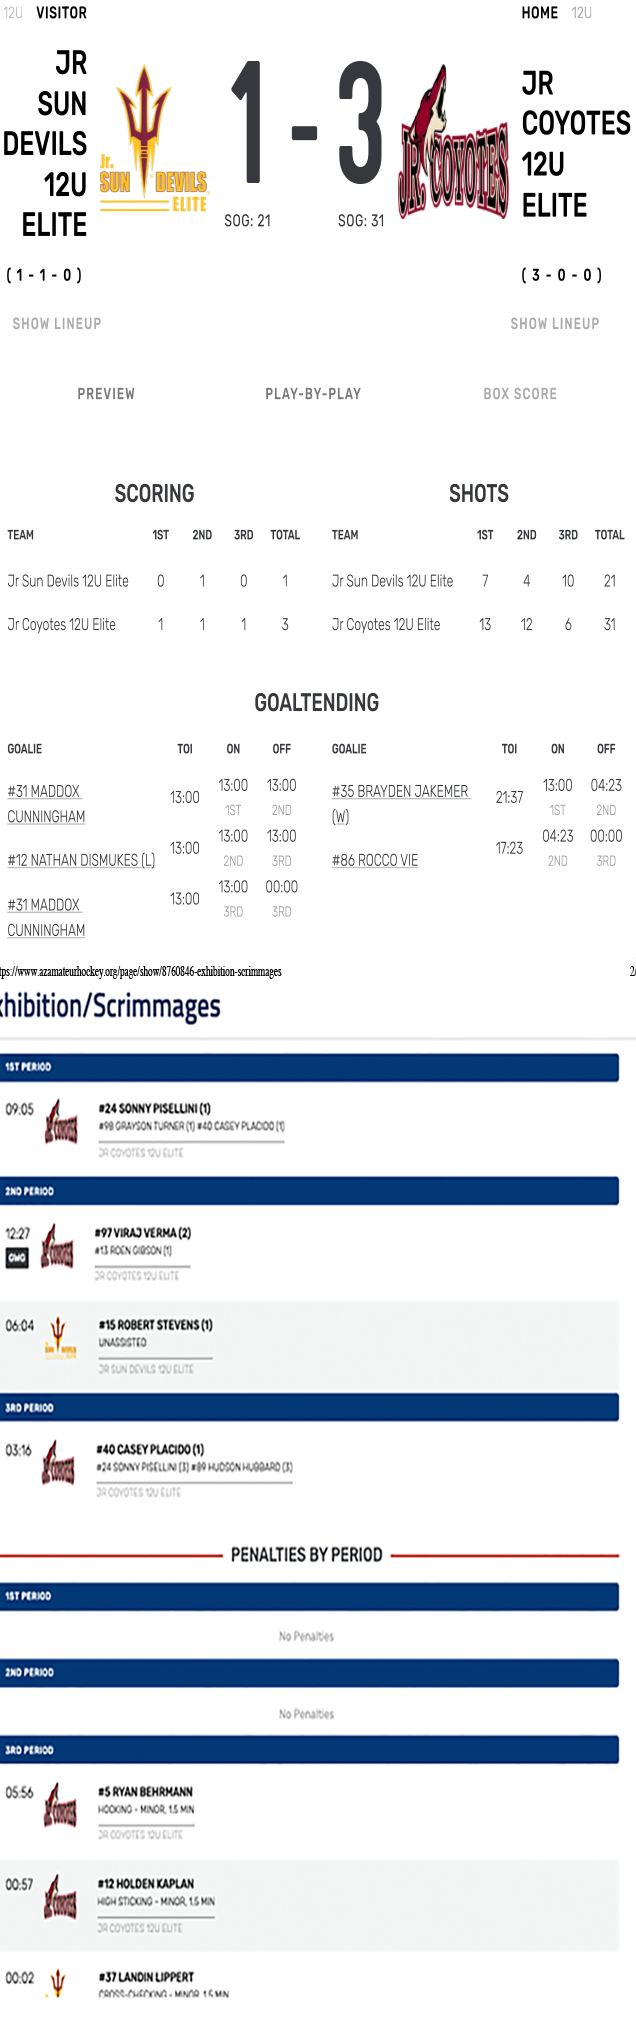 12U VISITOR
HOME 12U
JR
SUN
DEVILS
12U
ELITE
Jr.
SUN DEVILS
ELITE
1 - 3
SOG: 21
SOG: 31
JR. COYOTES
JR
COYOTES
12U
ELITE
( 1 - 1 - 0 )
( 3 - 0 - 0 )
SHOW LINEUP
SHOW LINEUP
PREVIEW PLAY-BY-PLAY BOX SCORE
SCORING
TEAM 1ST 2ND 3RD TOTAL
Jr Sun Devils 12U Elite 0 1 0 1
Jr Coyotes 12U Elite 1 1 1 3
SHOTS
TEAM 1ST 2ND 3RD TOTAL
Jr Sun Devils 12U Elite 7 4 10 21
Jr Coyotes 12U Elite 13 12 6 31
GOALTENDING
GOALIE TOI ON OFF
#31 MADDOX
CUNNINGHAM
13:00
13:00 13:00
1ST 2ND
#12 NATHAN DISMUKES (L)
13:00
13:00 13:00
2ND 3RD
#31 MADDOX
CUNNINGHAM
13:00
13:00 00:00
3RD 3RD
GOALIE TOI ON OFF
#35 BRAYDEN JAKEMER
(W)
21:37
13:00 04:23
1ST 2ND
#86 ROCCO VIE
17:23
04:23 00:00
2ND 3RD
tps://www.azamateurhockey.org/page/show/8760846-exhibition-scrimmages
2/
xhibition/Scrimmages
1ST PERIOD
09:05
JR. COYOTES
#24 SONNY PISELLINI (1)
#98 GRAYSON TURNER (1) #40 CASEY PLACIDO (1)
JR COYOTES 12U ELITE
2ND PERIOD
12:27
GWG
JR. COYOTES
#97 VIRAJ VERMA (2)
#13 ROEN GIBSON (1)
JR COYOTES 12U ELITE
06:04
#15 ROBERT STEVENS (1)
UNASSISTED
JR SUN DEVILS 12U ELITE
3RD PERIOD
03:16
JR. COYOTES
#40 CASEY PLACIDO (1)
#24 SONNY PISELLINI (3) #89 HUDSON HUBBARD (3)
JR COYOTES 12U ELITE
PENALTIES BY PERIOD
1ST PERIOD
No Penalties
2ND PERIOD
No Penalties
3RD PERIOD
05:56
JR. COYOTES
#5 RYAN BEHRMANN
HOOKING - MINOR, 1.5 MIN
JR COYOTES 12U ELITE
00:57
JR. COYOTES
#12 HOLDEN KAPLAN
HIGH STICKING - MINOR, 1.5 MIN
JR COYOTES 12U ELITE
00:02
#37 LANDIN LIPPERT
CROSS-CHECKING - MINOR, 1.5 MIN